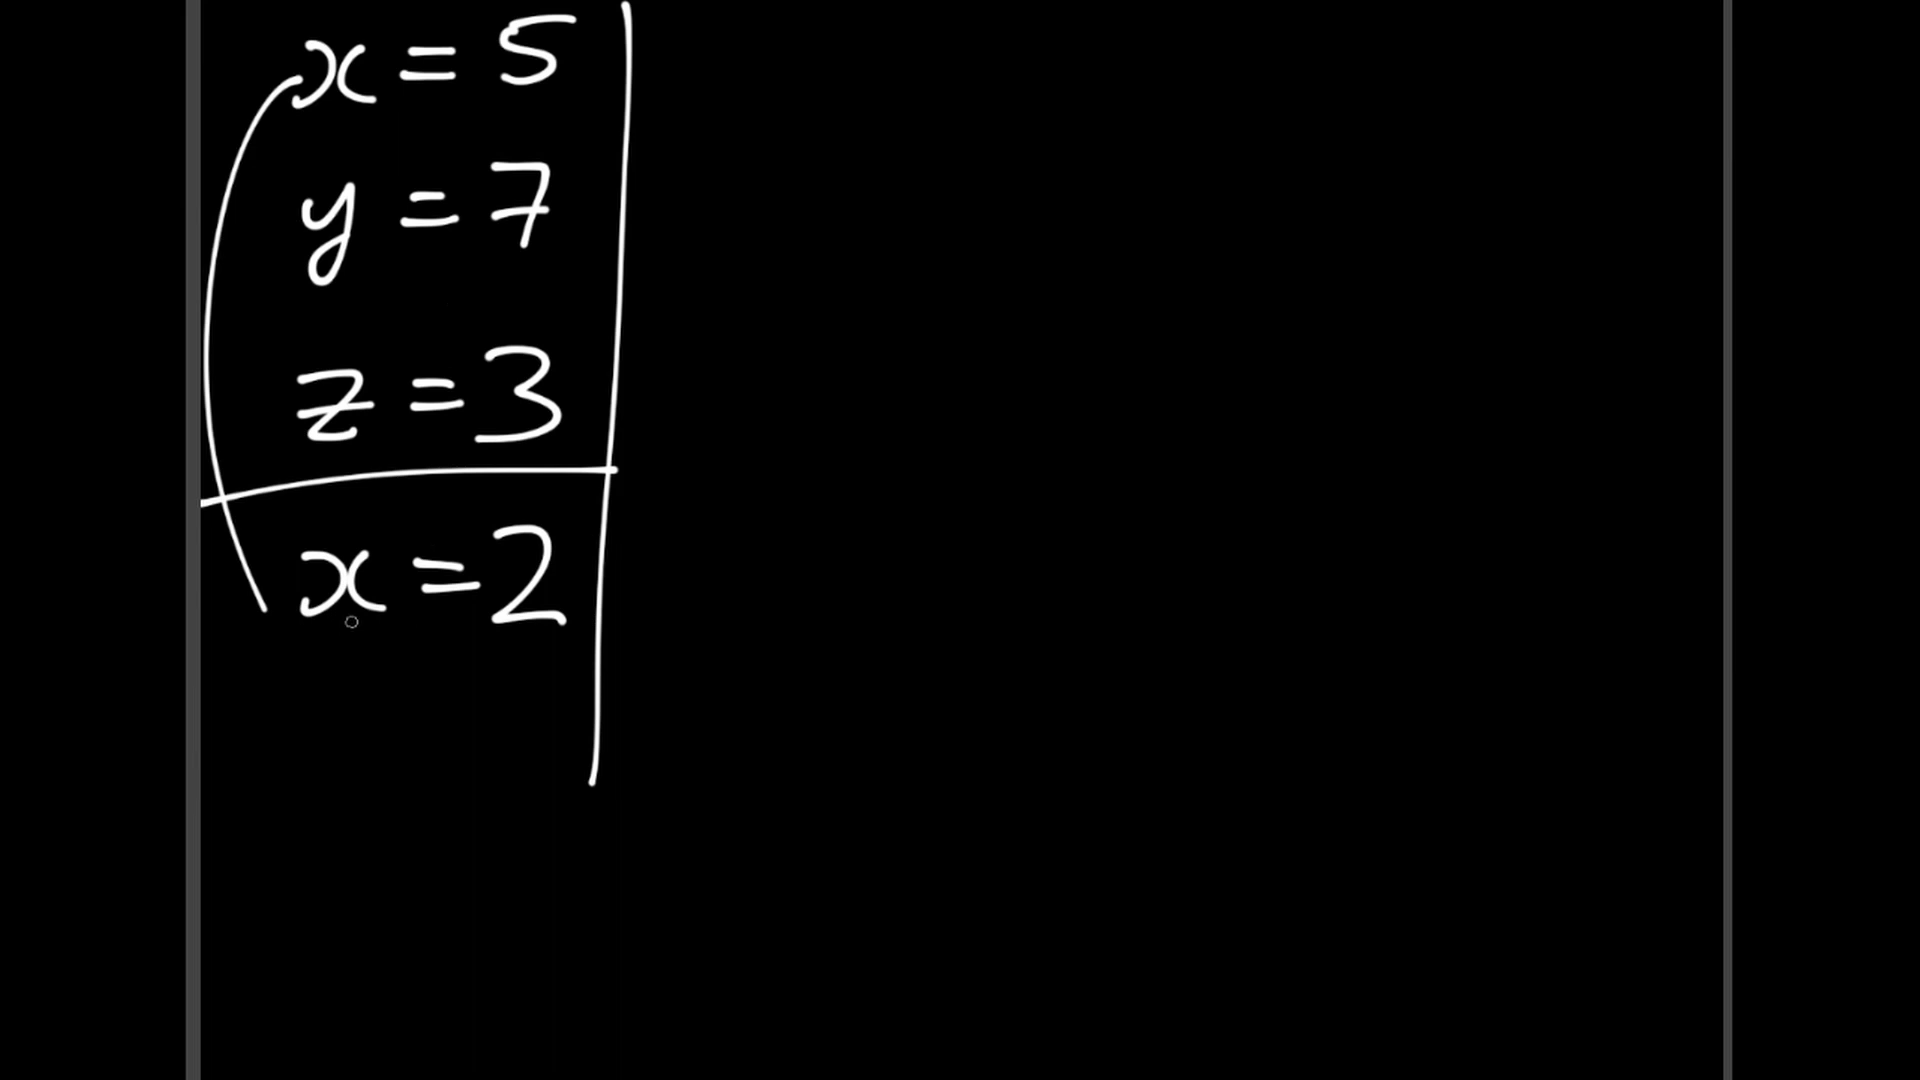 x = 5
y = 7
z = 3
x = 2